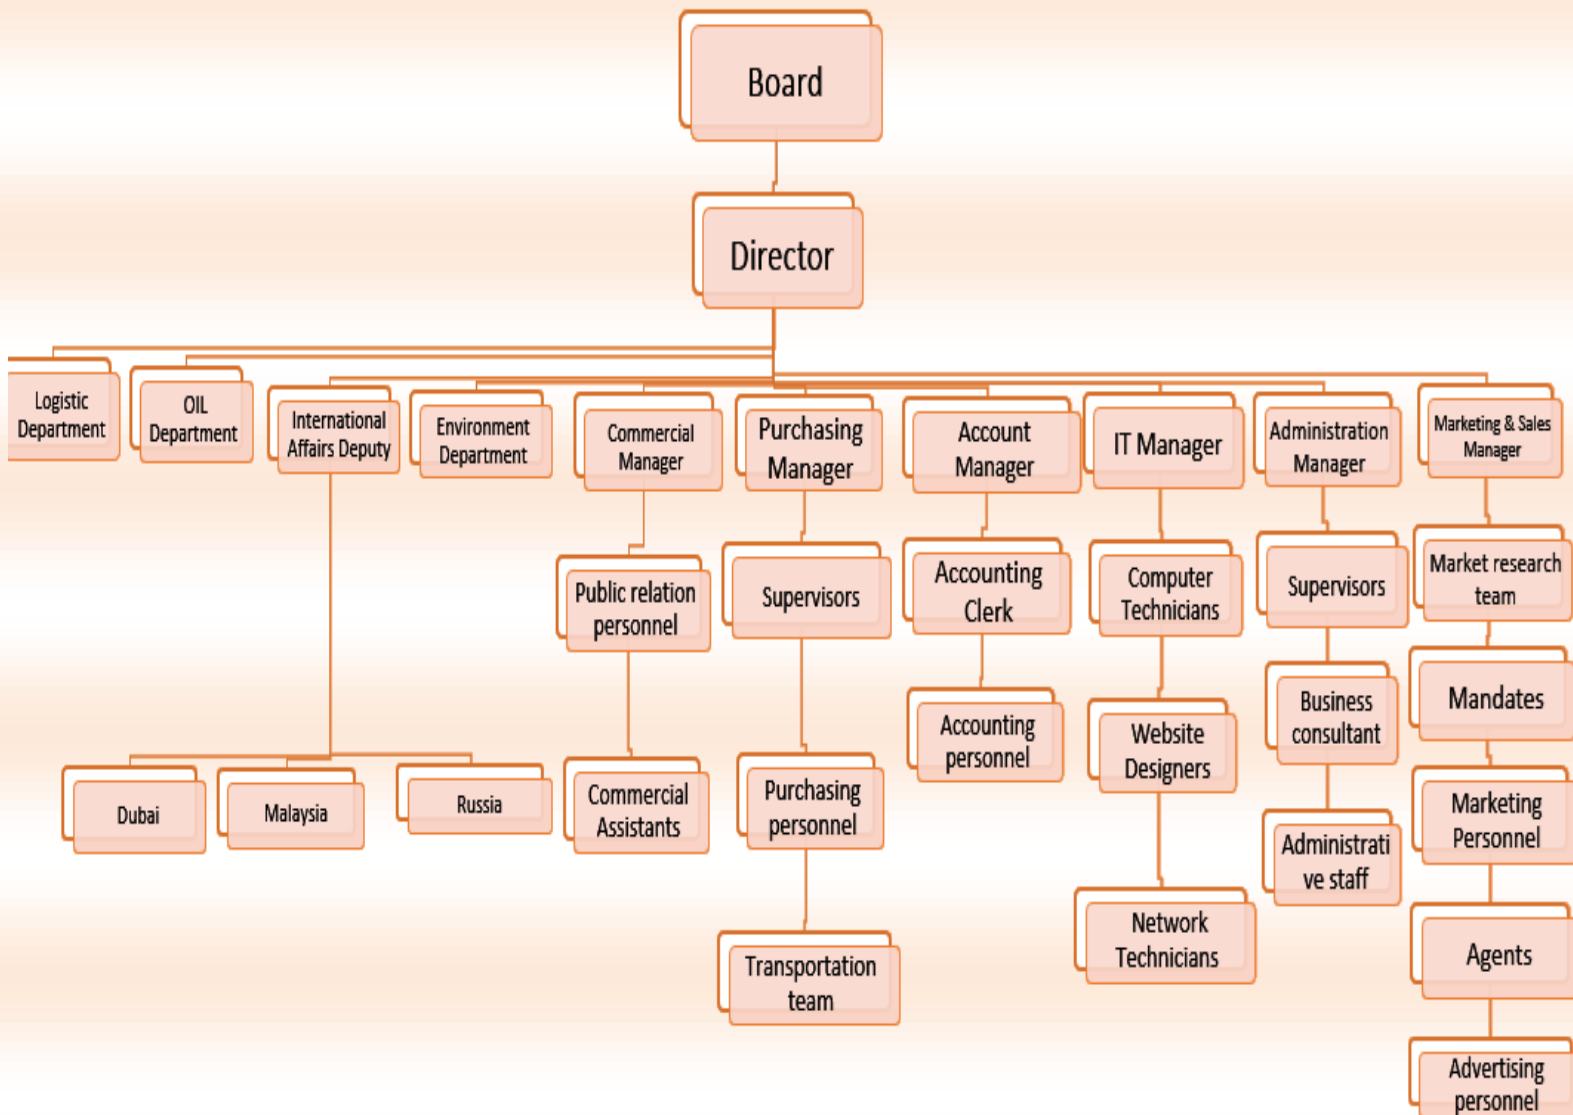 Board
Director
Logistic
Department
OIL
Department
International
Affairs Deputy
Environment
Department
Commercial
Manager
Purchasing
Manager
Account
Manager
IT Manager
Administration
Manager
Marketing & Sales
Manager
Public relation
personnel
Supervisors
Accounting
Clerk
Computer
Technicians
Supervisors
Market research
team
Dubai
Malaysia
Russia
Commercial
Assistants
Purchasing
personnel
Accounting
personnel
Website
Designers
Business
consultant
Mandates
Transportation
team
Network
Technicians
Administrati
ve staff
Marketing
Personnel
Agents
Advertising
personnel